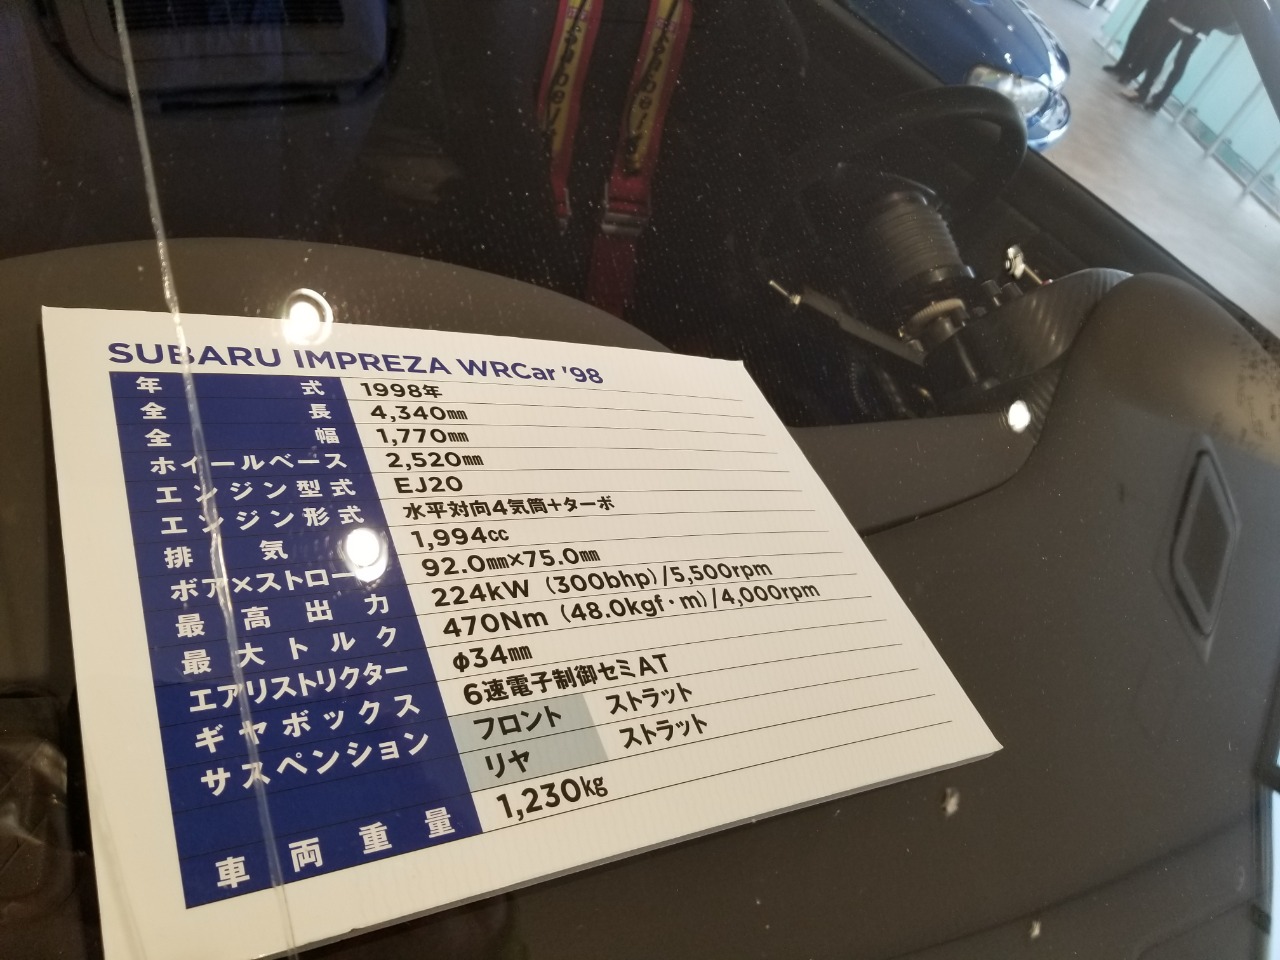 SUBARU IMPREZA WRCar '98
年式 1998年
全長 4,340㎜
全幅 1,770㎜
ホイールベース 2,520㎜
エンジン型式 EJ20
エンジン形式 水平対向4気筒+ターボ
排気 1,994cc
ボア×ストローク 92.0㎜×75.0㎜
最高出力 224kW（300bhp）/5,500rpm
最大トルク 470Nm（48.0kgf・m）/4,000rpm
エアリストリクター φ34㎜
ギヤボックス 6速電子制御セミAT
サスペンション フロント ストラット
リヤ ストラット
車両重量 1,230㎏